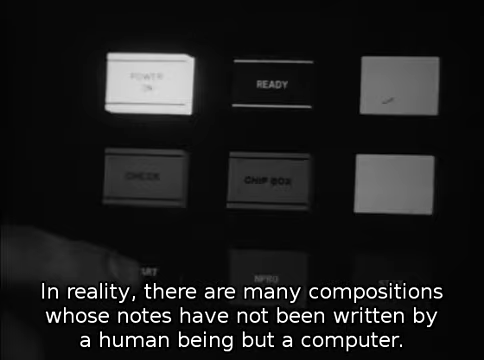 POWER
ON
READY
CHECK
CHIP BOX
NPRO
In reality, there are many compositions
whose notes have not been written by
a human being but a computer.